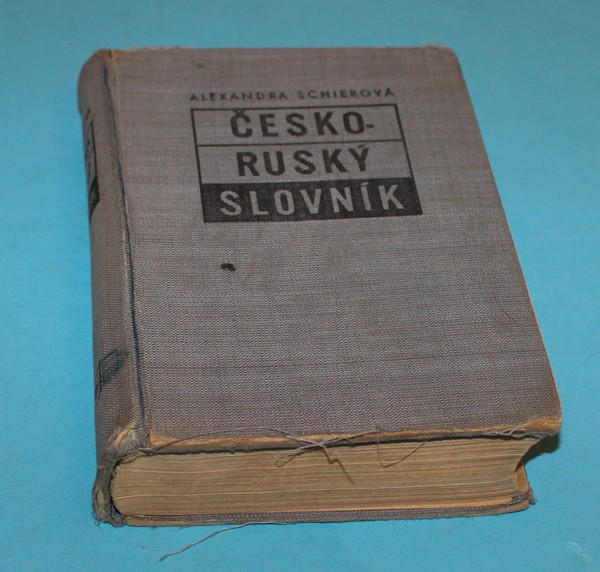 ALEXANDRA SCHIEROVÁ
ČESKO-
RUSKÝ
SLOVNÍK